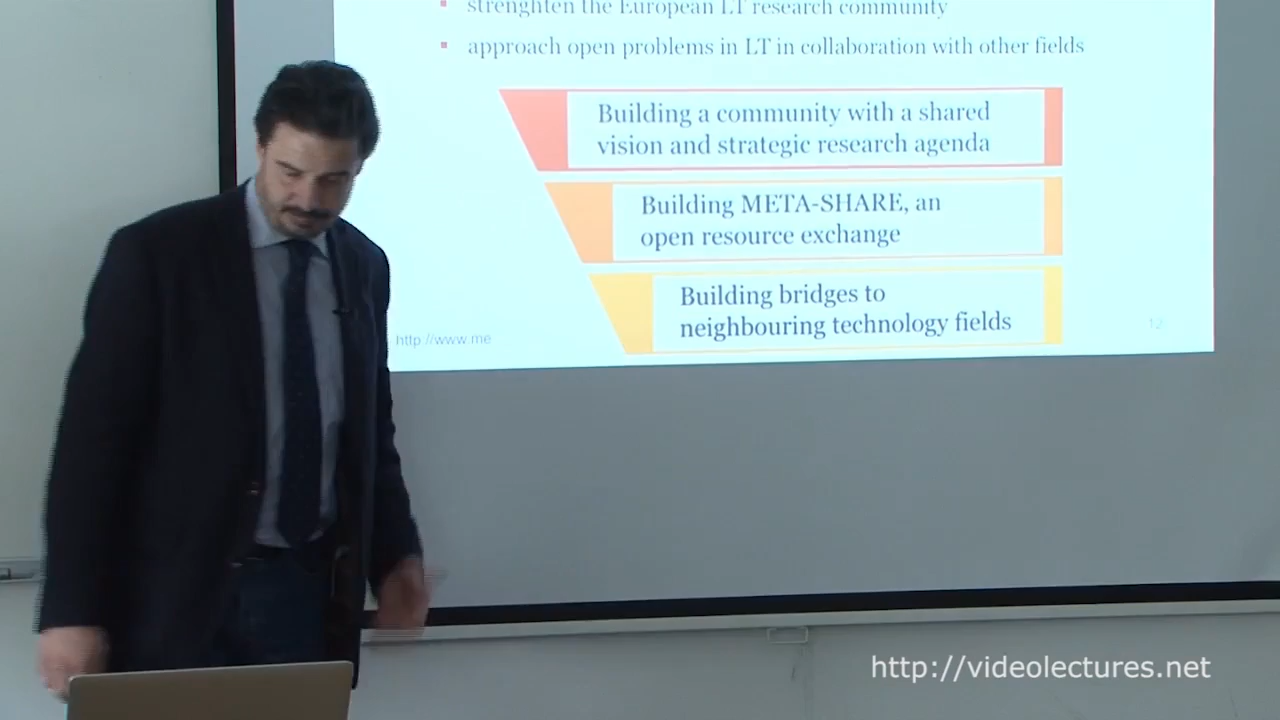 strenghten the European LT research community
approach open problems in LT in collaboration with other fields
Building a community with a shared
vision and strategic research agenda
Building META-SHARE, an
open resource exchange
Building bridges to
neighbouring technology fields
http://www.me
12
http://videolectures.net